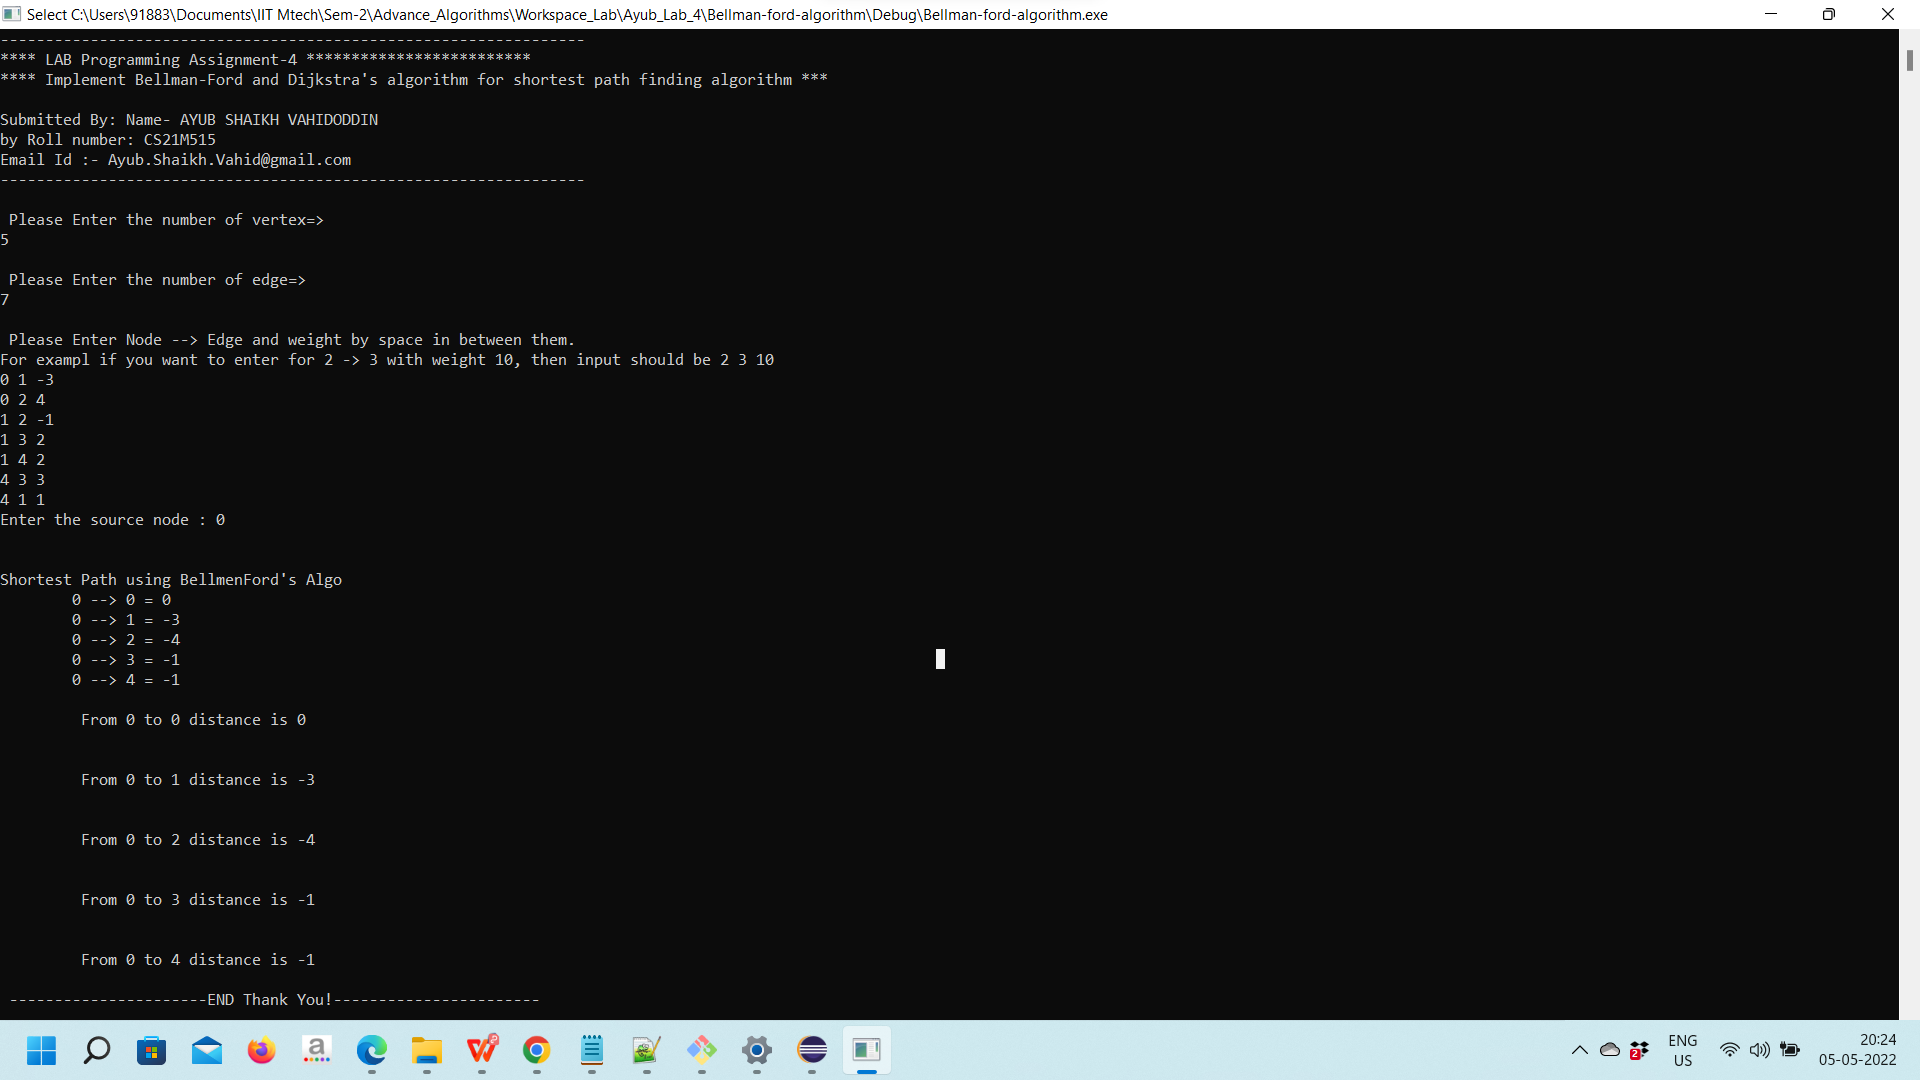 Select C:\Users\91883\Documents\IIT Mtech\Sem-2\Advance_Algorithms\Workspace_Lab\Ayub_Lab_4\Bellman-ford-algorithm\Debug\Bellman-ford-algorithm.exe
-----------------------------------------------------------------
**** LAB Programming Assignment-4 *************************
**** Implement Bellman-Ford and Dijkstra's algorithm for shortest path finding algorithm ***
Submitted By: Name- AYUB SHAIKH VAHIDODDIN
by Roll number: CS21M515
Email Id :- Ayub.Shaikh.Vahid@gmail.com
-----------------------------------------------------------------
Please Enter the number of vertex=>
5
Please Enter the number of edge=>
7
Please Enter Node --> Edge and weight by space in between them.
For exampl if you want to enter for 2 -> 3 with weight 10, then input should be 2 3 10
0 1 -3
0 2 4
1 2 -1
1 3 2
1 4 2
4 3 3
4 1 1
Enter the source node : 0
Shortest Path using BellmenFord's Algo
0 --> 0 = 0
0 --> 1 = -3
0 --> 2 = -4
0 --> 3 = -1
0 --> 4 = -1
From 0 to 0 distance is 0
From 0 to 1 distance is -3
From 0 to 2 distance is -4
From 0 to 3 distance is -1
From 0 to 4 distance is -1
----------------------END Thank You!-----------------------
a
W
2
ENG
US
20:24
05-05-2022